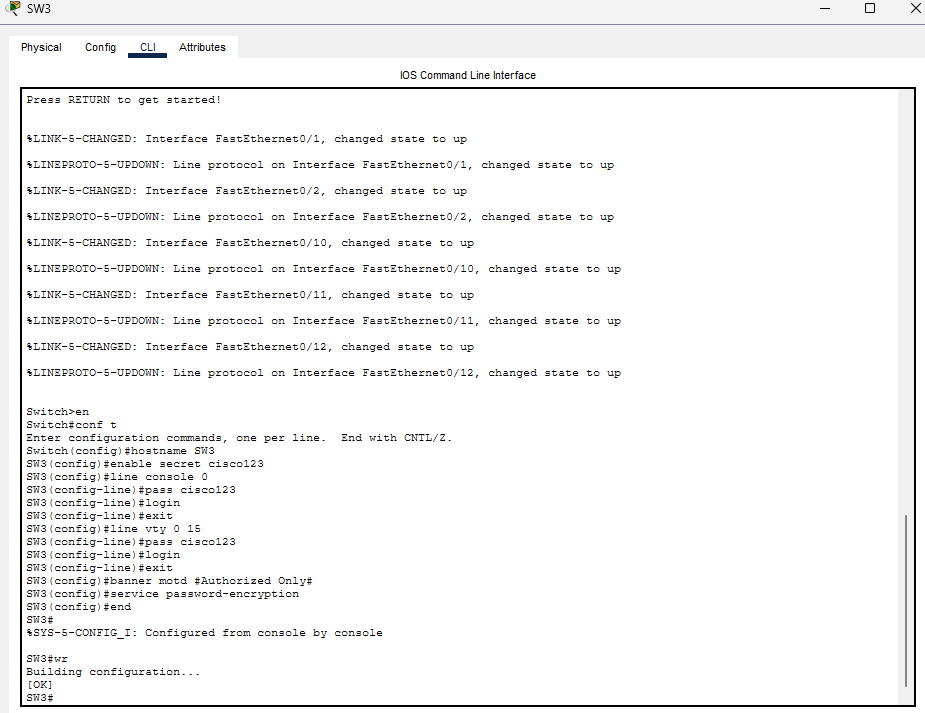 SW3
Physical Config CLI Attributes
IOS Command Line Interface
Press RETURN to get started!
%LINK-5-CHANGED: Interface FastEthernet0/1, changed state to up
%LINEPROTO-5-UPDOWN: Line protocol on Interface FastEthernet0/1, changed state to up
%LINK-5-CHANGED: Interface FastEthernet0/2, changed state to up
%LINEPROTO-5-UPDOWN: Line protocol on Interface FastEthernet0/2, changed state to up
%LINK-5-CHANGED: Interface FastEthernet0/10, changed state to up
%LINEPROTO-5-UPDOWN: Line protocol on Interface FastEthernet0/10, changed state to up
%LINK-5-CHANGED: Interface FastEthernet0/11, changed state to up
%LINEPROTO-5-UPDOWN: Line protocol on Interface FastEthernet0/11, changed state to up
%LINK-5-CHANGED: Interface FastEthernet0/12, changed state to up
%LINEPROTO-5-UPDOWN: Line protocol on Interface FastEthernet0/12, changed state to up
Switch>en
Switch#conf t
Enter configuration commands, one per line.  End with CNTL/Z.
Switch(config)#hostname SW3
SW3(config)#enable secret cisco123
SW3(config)#line console 0
SW3(config-line)#pass cisco123
SW3(config-line)#login
SW3(config-line)#exit
SW3(config)#line vty 0 15
SW3(config-line)#pass cisco123
SW3(config-line)#login
SW3(config-line)#exit
SW3(config)#banner motd #Authorized Only#
SW3(config)#service password-encryption
SW3(config)#end
SW3#
%SYS-5-CONFIG_I: Configured from console by console
SW3#wr
Building configuration...
[OK]
SW3#